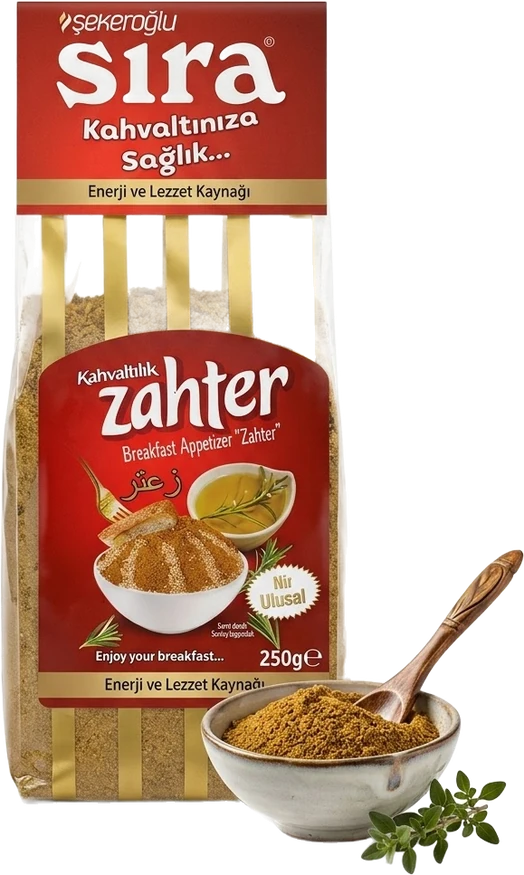 şekeroğlu
sıra©
Kahvaltınıza
Sağlık...
Enerji ve Lezzet Kaynağı
Kahvaltılık
zahter
Breakfast Appetizer "Zahter"
زعتر
Nir
Ulusal
Enjoy your breakfast...
250g℮
Enerji ve Lezzet Kaynağı